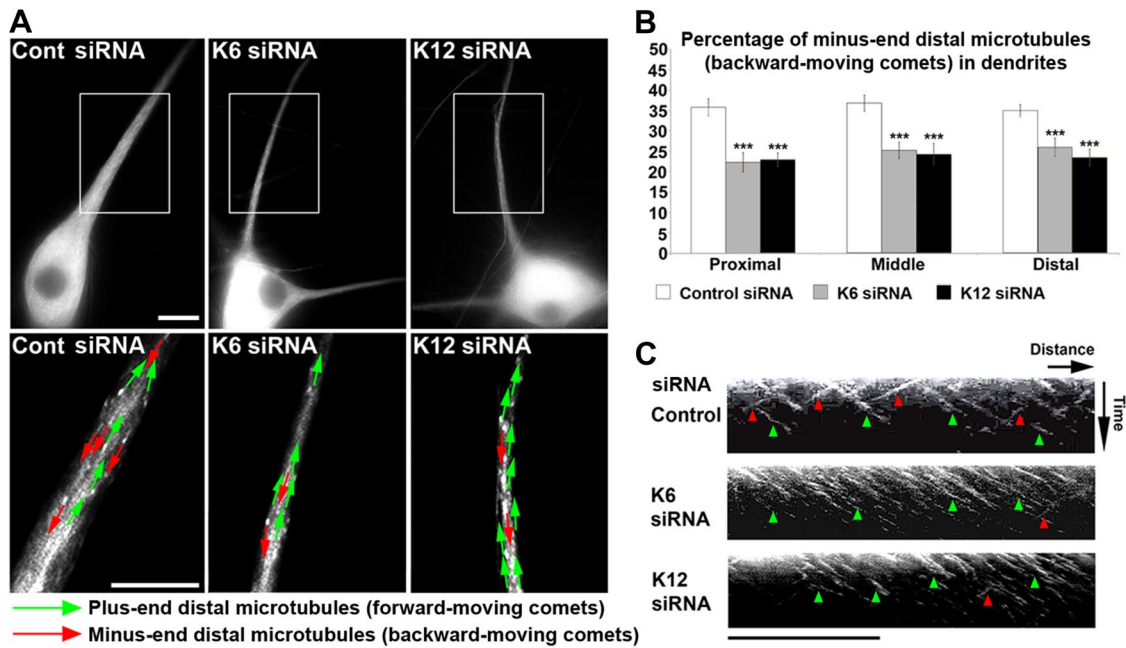 A
Cont siRNA
K6 siRNA
K12 siRNA
Cont siRNA
K6 siRNA
K12 siRNA
Plus-end distal microtubules (forward-moving comets)
Minus-end distal microtubules (backward-moving comets)
B
Percentage of minus-end distal microtubules
(backward-moving comets) in dendrites
50
45
40
35
30
25
20
15
10
5
0
*** ***
*** ***
*** ***
Proximal
Middle
Distal
Control siRNA
K6 siRNA
K12 siRNA
C
Distance
Time
siRNA
Control
K6
siRNA
K12
siRNA